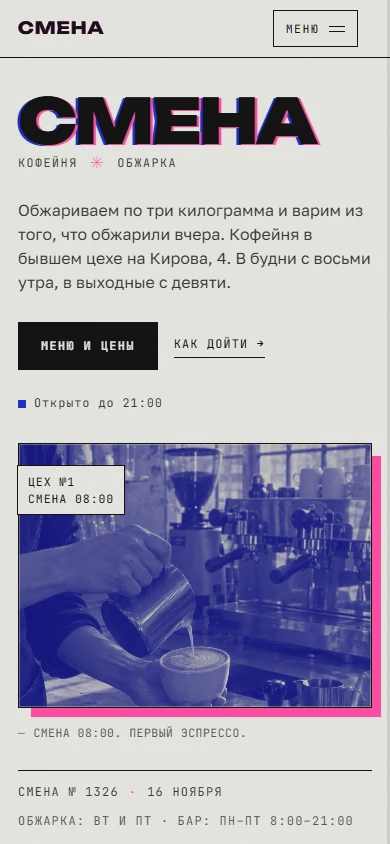 СМЕНА
МЕНЮ
СМЕНА
КОФЕЙНЯ ✳ ОБЖАРКА
Обжариваем по три килограмма и варим из
того, что обжарили вчера. Кофейня в
бывшем цехе на Кирова, 4. В будни с восьми
утра, в выходные с девяти.
МЕНЮ И ЦЕНЫ
КАК ДОЙТИ →
Открыто до 21:00
ЦЕХ №1
СМЕНА 08:00
— СМЕНА 08:00. ПЕРВЫЙ ЭСПРЕССО.
СМЕНА № 1326 · 16 НОЯБРЯ
ОБЖАРКА: ВТ И ПТ · БАР: ПН–ПТ 8:00–21:00